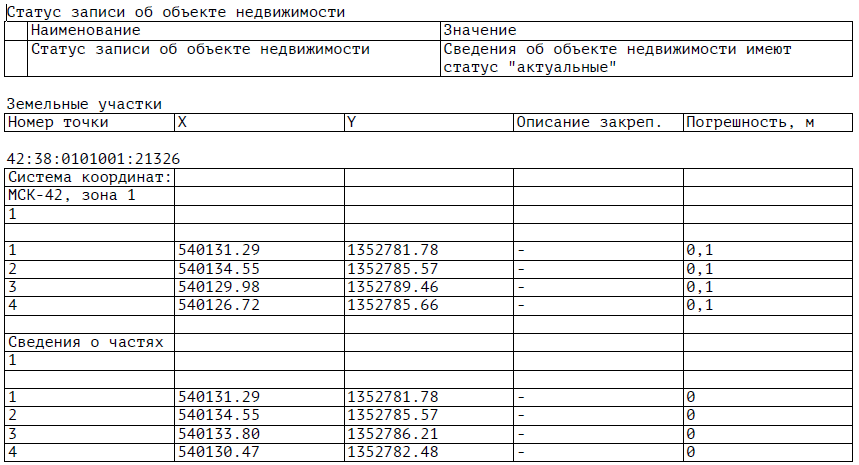 Статус записи об объекте недвижимости
Наименование Значение
Статус записи об объекте недвижимости Сведения об объекте недвижимости имеют
статус "актуальные"
Земельные участки
Номер точки X Y Описание закреп. Погрешность, м
42:38:0101001:21326
Система координат:
МСК-42, зона 1
1
1 540131.29 1352781.78 - 0,1
2 540134.55 1352785.57 - 0,1
3 540129.98 1352789.46 - 0,1
4 540126.72 1352785.66 - 0,1
Сведения о частях
1
1 540131.29 1352781.78 - 0
2 540134.55 1352785.57 - 0
3 540133.80 1352786.21 - 0
4 540130.47 1352782.48 - 0